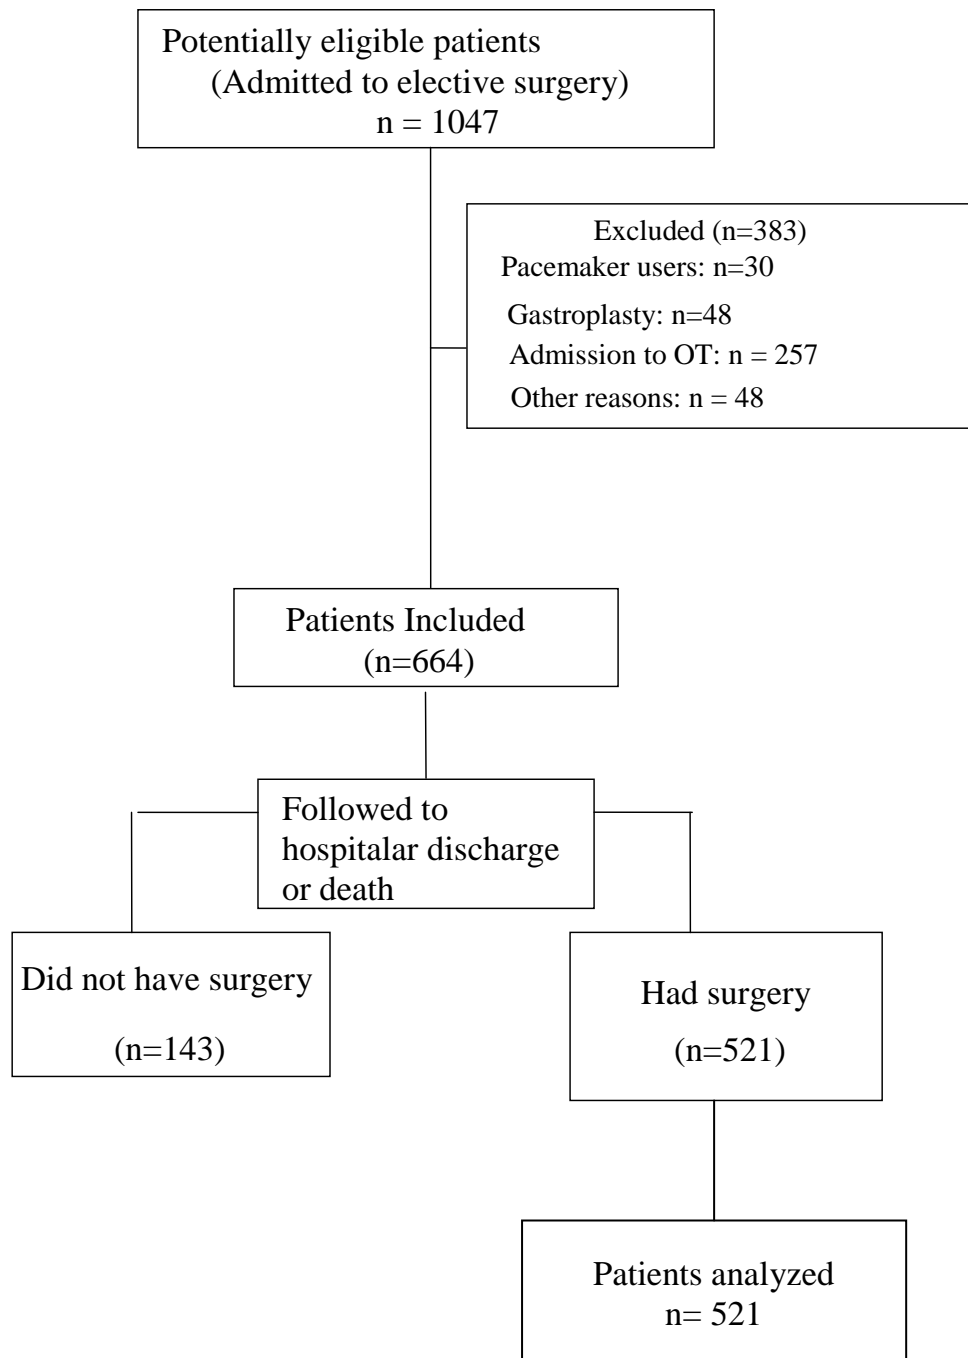 Potentially eligible patients
(Admitted to elective surgery)
n = 1047
Excluded (n=383)
Pacemaker users: n=30
Gastroplasty: n=48
Admission to OT: n = 257
Other reasons: n = 48
Patients Included
(n=664)
Followed to
hospitalar discharge
or death
Did not have surgery
(n=143)
Had surgery
(n=521)
Patients analyzed
n= 521